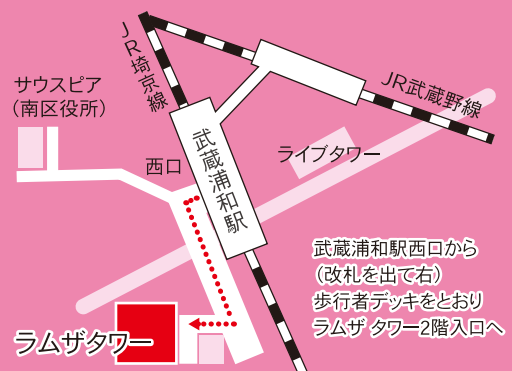 JR埼京線
JR武蔵野線
サウスピア
（南区役所）
西口
武蔵浦和駅
ライブタワー
武蔵浦和駅西口から
（改札を出て右）
歩行者デッキをとおり
ラムザ タワー2階入口へ
ラムザタワー